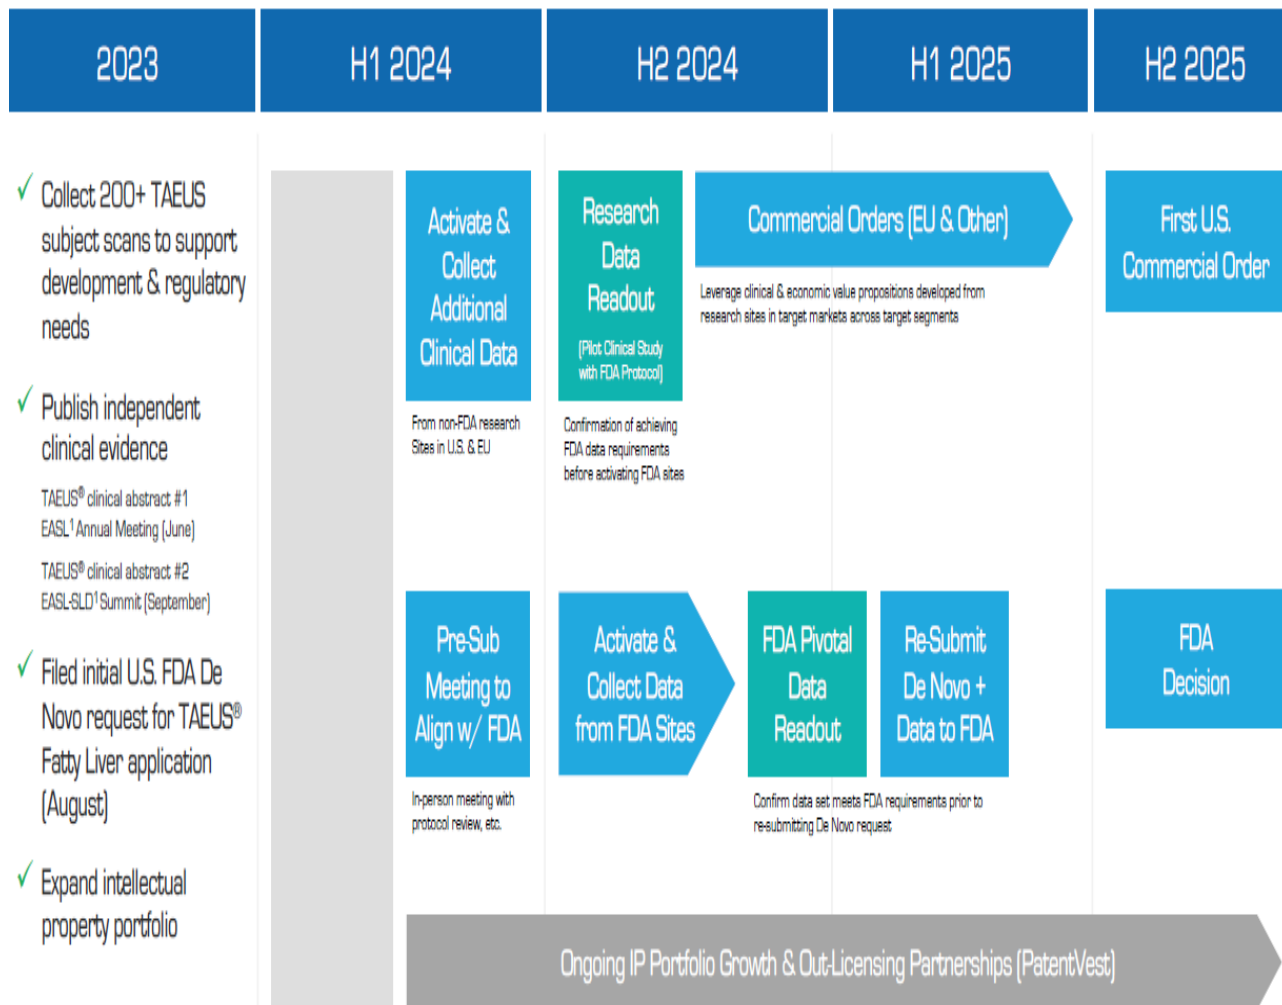 2023
H1 2024
H2 2024
H1 2025
H2 2025
✓ Collect 200+ TAEUS
subject scans to support
development & regulatory
needs
✓ Publish independent
clinical evidence
TAEUS® clinical abstract #1
EASL¹ Annual Meeting (June)
TAEUS® clinical abstract #2
EASL-SLD¹ Summit (September)
✓ Filed initial U.S. FDA De
Novo request for TAEUS®
Fatty Liver application
(August)
✓ Expand intellectual
property portfolio
Activate &
Collect
Additional
Clinical Data
From non-FDA research
Sites in U.S. & EU
Research
Data
Readout
(Pilot Clinical Study
with FDA Protocol)
Confirmation of achieving
FDA data requirements
before activating FDA sites
Commercial Orders (EU & Other)
Leverage clinical & economic value propositions developed from
research sites in target markets across target segments
First U.S.
Commercial Order
Pre-Sub
Meeting to
Align w/ FDA
In-person meeting with
protocol review, etc.
Activate &
Collect Data
from FDA Sites
FDA Pivotal
Data
Readout
Re-Submit
De Novo +
Data to FDA
Confirm data set meets FDA requirements prior to
re-submitting De Novo request
FDA
Decision
Ongoing IP Portfolio Growth & Out-Licensing Partnerships (PatentVest)